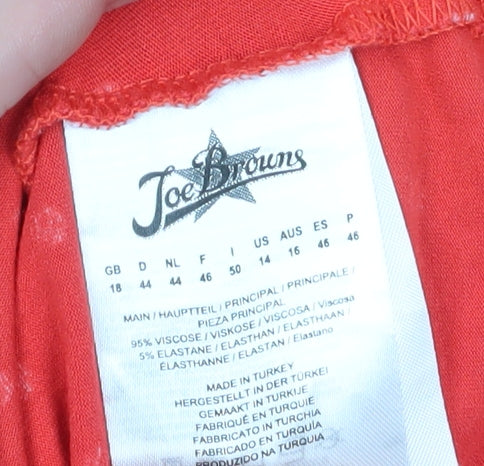 Joe Browns
GB D NL F I US AUS ES P
18 44 44 46 50 14 16 46 46
MAIN / HAUPTTEIL / PRINCIPAL / PRINCIPALE /
PIEZA PRINCIPAL
95% VISCOSE / VISKOSE / VISCOSA / Viscosa
5% ELASTANE / ELASTHAN / ELASTHAAN /
ÉLASTHANNE / ELASTAN / Elastano
MADE IN TURKEY
HERGESTELLT IN DER TÜRKEI
GEMAAKT IN TURKIJE
FABRIQUÉ EN TURQUIE
FABBRICATO IN TURCHIA
FABRICADO EN TURQUÍA
PRODUZIDO NA TURQUIA